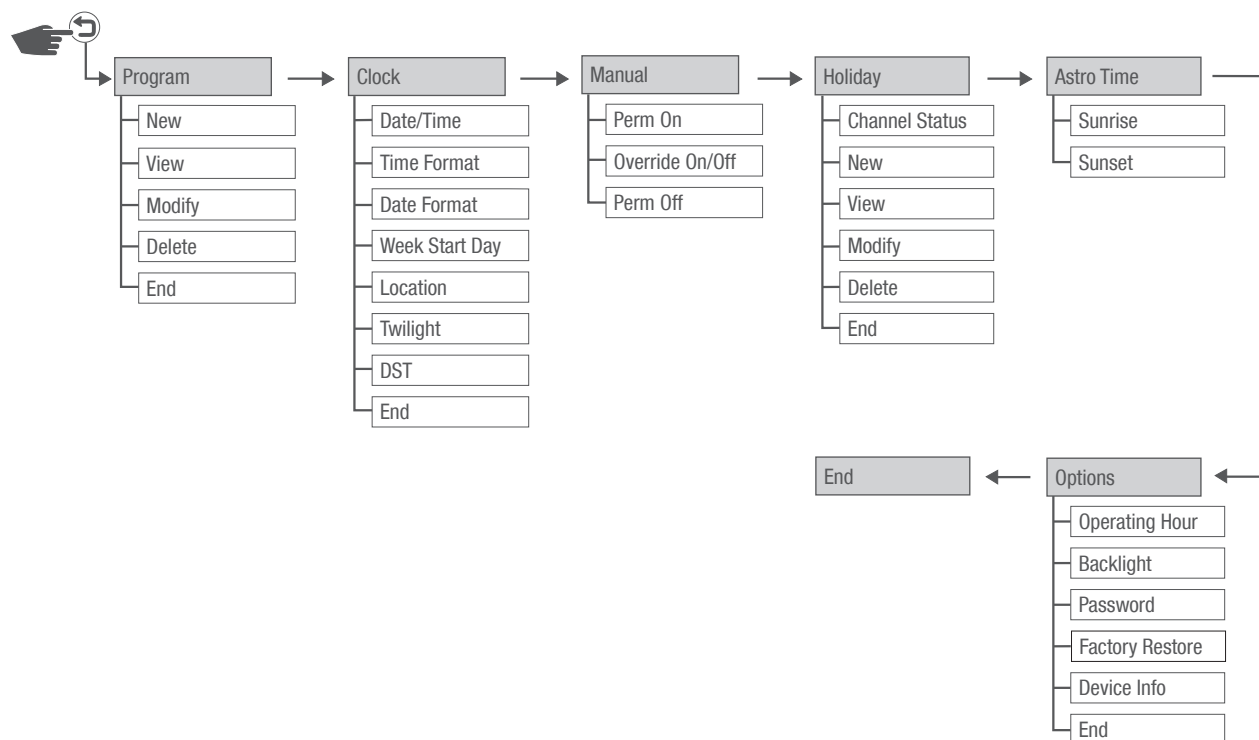 Program
New
View
Modify
Delete
End
Clock
Date/Time
Time Format
Date Format
Week Start Day
Location
Twilight
DST
End
Manual
Perm On
Override On/Off
Perm Off
Holiday
Channel Status
New
View
Modify
Delete
End
Astro Time
Sunrise
Sunset
Options
Operating Hour
Backlight
Password
Factory Restore
Device Info
End
End